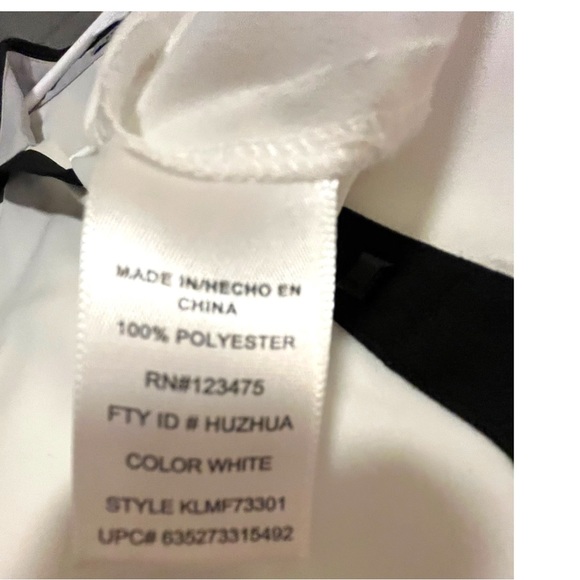 MADE IN/HECHO EN
CHINA
100% POLYESTER
RN#123475
FTY ID # HUZHUA
COLOR WHITE
STYLE KLMF73301
UPC# 635273315492